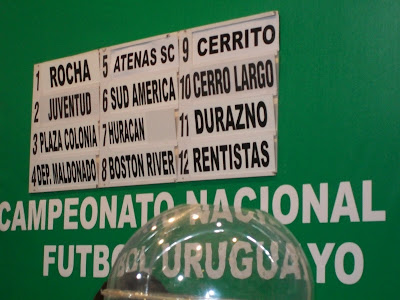 1 ROCHA
2 JUVENTUD
3 PLAZA COLONIA
4 DEP. MALDONADO
5 ATENAS SC
6 SUD AMERICA
7 HURACAN
8 BOSTON RIVER
9 CERRITO
10 CERRO LARGO
11 DURAZNO
12 RENTISTAS
CAMPEONATO NACIONAL
FUTBOL URUGUAYO